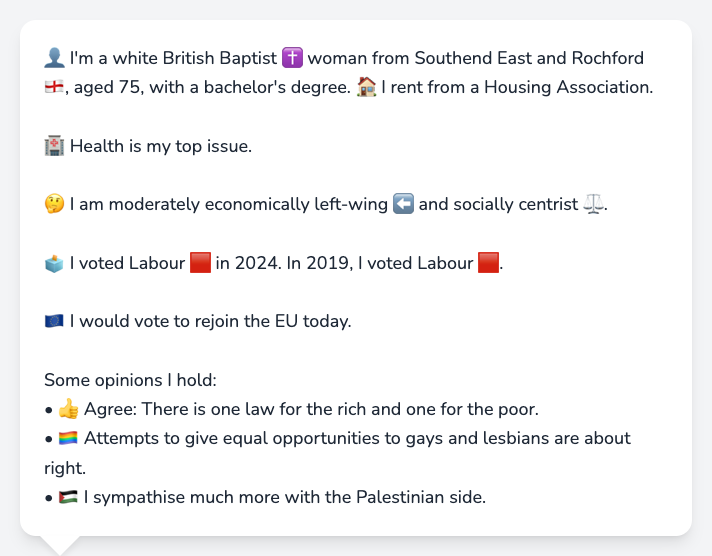 👤 I'm a white British Baptist ✝️ woman from Southend East and Rochford
🏴󠁧󠁢󠁥󠁮󠁧󠁿, aged 75, with a bachelor's degree. 🏠 I rent from a Housing Association.
🏥 Health is my top issue.
🤔 I am moderately economically left-wing ⬅️ and socially centrist ⚖️.
🗳️ I voted Labour 🟥 in 2024. In 2019, I voted Labour 🟥.
🇪🇺 I would vote to rejoin the EU today.
Some opinions I hold:
• 👍 Agree: There is one law for the rich and one for the poor.
• 🏳️‍🌈 Attempts to give equal opportunities to gays and lesbians are about
right.
• 🇵🇸 I sympathise much more with the Palestinian side.